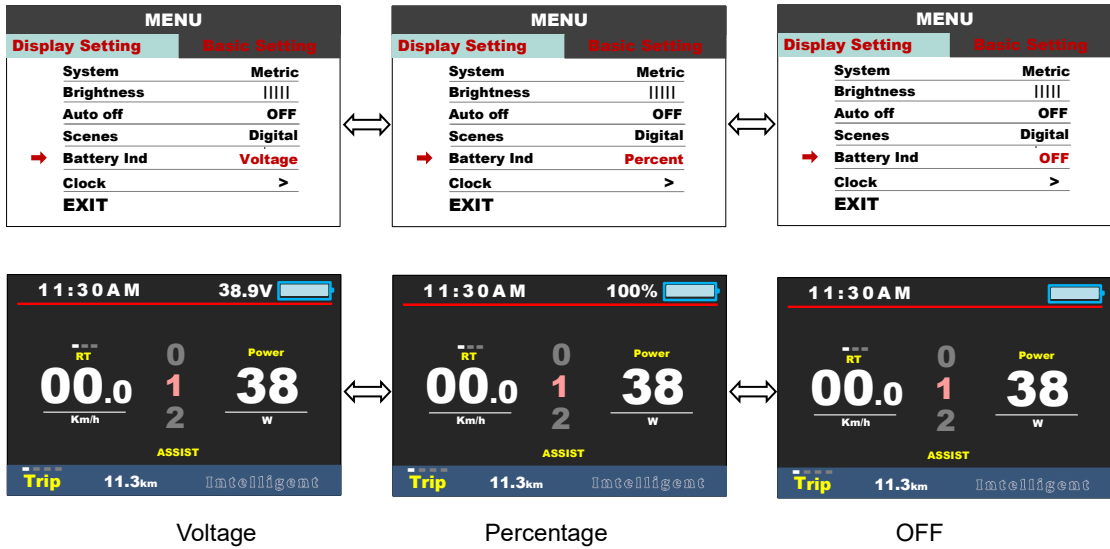 MENU
Display Setting Basic Setting
System Metric
Brightness |||||
Auto off OFF
Scenes Digital
Battery Ind Voltage
Clock >
EXIT
MENU
Display Setting Basic Setting
System Metric
Brightness |||||
Auto off OFF
Scenes Digital
Battery Ind Percent
Clock >
EXIT
MENU
Display Setting Basic Setting
System Metric
Brightness |||||
Auto off OFF
Scenes Digital
Battery Ind OFF
Clock >
EXIT
11:30AM 38.9V
RT 0 Power
00.0 1 38
Km/h 2 W
ASSIST
Trip 11.3km Intelligent
11:30AM 100%
RT 0 Power
00.0 1 38
Km/h 2 W
ASSIST
Trip 11.3km Intelligent
11:30AM
RT 0 Power
00.0 1 38
Km/h 2 W
ASSIST
Trip 11.3km Intelligent
Voltage Percentage OFF